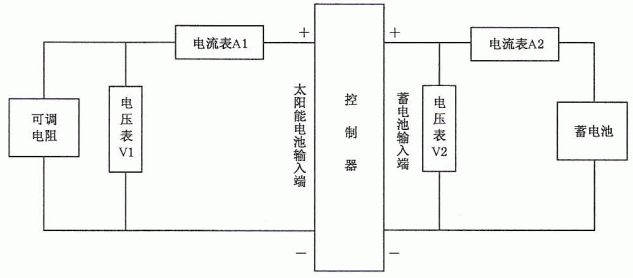 电流表A1
+
+
电流表A2
可调
电阻
电压表V1
太阳能电池输入端
控制器
蓄电池输入端
电压表V2
蓄电池
−
−